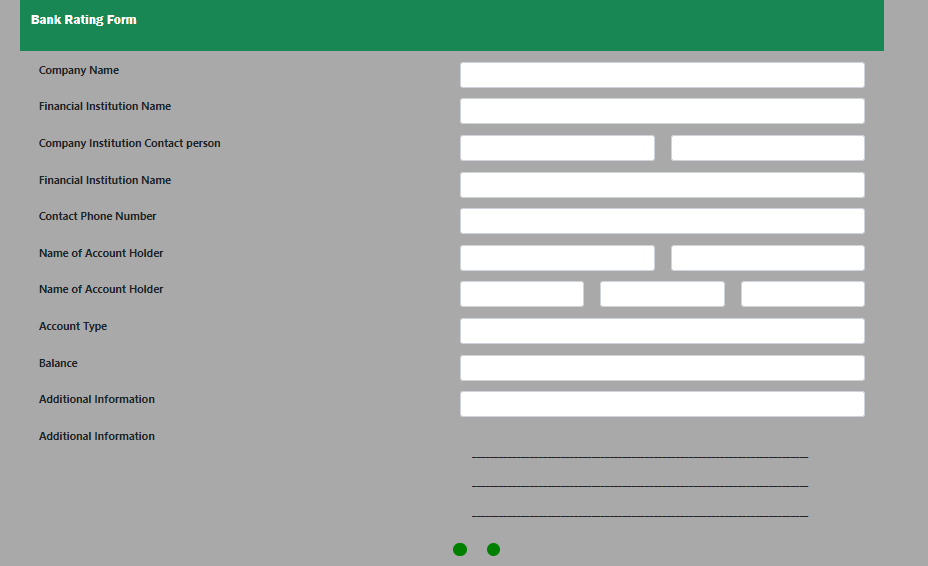 Bank Rating Form
Company Name
Financial Institution Name
Company Institution Contact person
Financial Institution Name
Contact Phone Number
Name of Account Holder
Name of Account Holder
Account Type
Balance
Additional Information
Additional Information